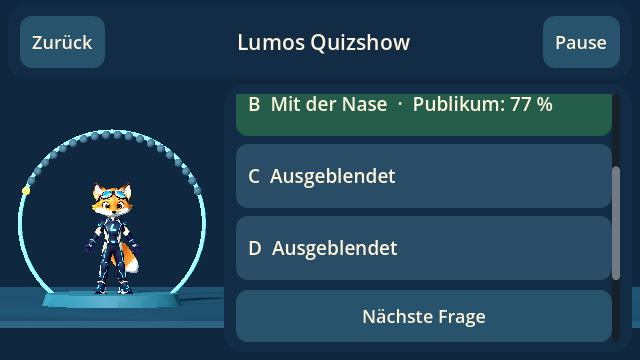 Zurück
Lumos Quizshow
Pause
B Mit der Nase · Publikum: 77 %
C Ausgeblendet
D Ausgeblendet
Nächste Frage